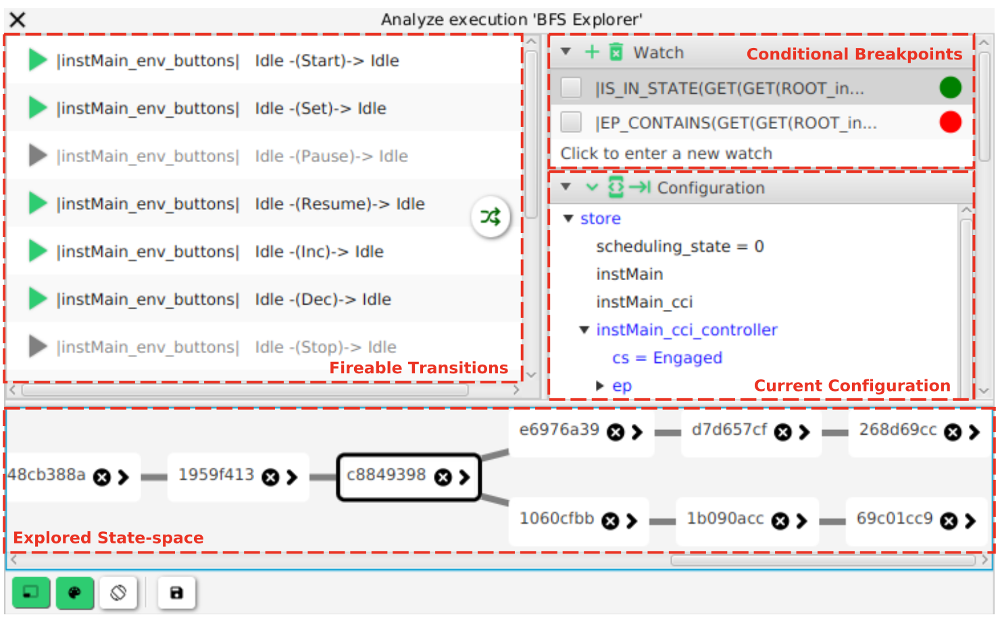 Analyze execution 'BFS Explorer'
|instMain_env_buttons| Idle -(Start)-> Idle
|instMain_env_buttons| Idle -(Set)-> Idle
|instMain_env_buttons| Idle -(Pause)-> Idle
|instMain_env_buttons| Idle -(Resume)-> Idle
|instMain_env_buttons| Idle -(Inc)-> Idle
|instMain_env_buttons| Idle -(Dec)-> Idle
|instMain_env_buttons| Idle -(Stop)-> Idle
Fireable Transitions
Watch
Conditional Breakpoints
|IS_IN_STATE(GET(GET(ROOT_in...
|EP_CONTAINS(GET(GET(ROOT_in...
Click to enter a new watch
Configuration
store
scheduling_state = 0
instMain
instMain_cci
instMain_cci_controller
cs = Engaged
ep
Current Configuration
e6976a39 d7d657cf 268d69cc
48cb388a 1959f413 c8849398
1060cfbb 1b090acc 69c01cc9
Explored State-space